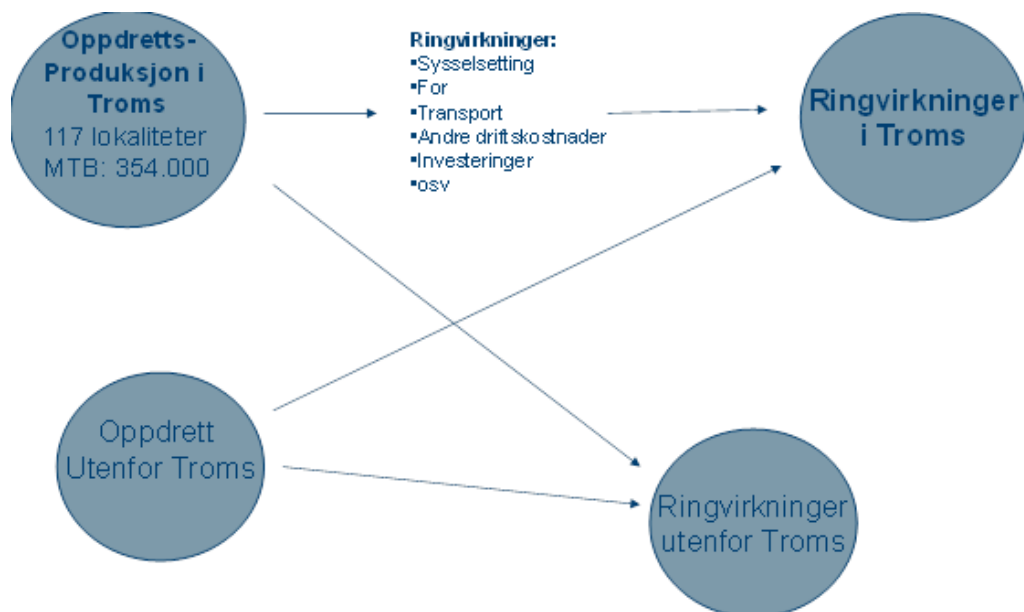 Oppdretts-
Produksjon i
Troms
117 lokaliteter
MTB: 354.000
Ringvirkninger:
▪Sysselsetting
▪For
▪Transport
▪Andre driftskostnader
▪Investeringer
▪osv
Ringvirkninger
i Troms
Oppdrett
Utenfor Troms
Ringvirkninger
utenfor Troms